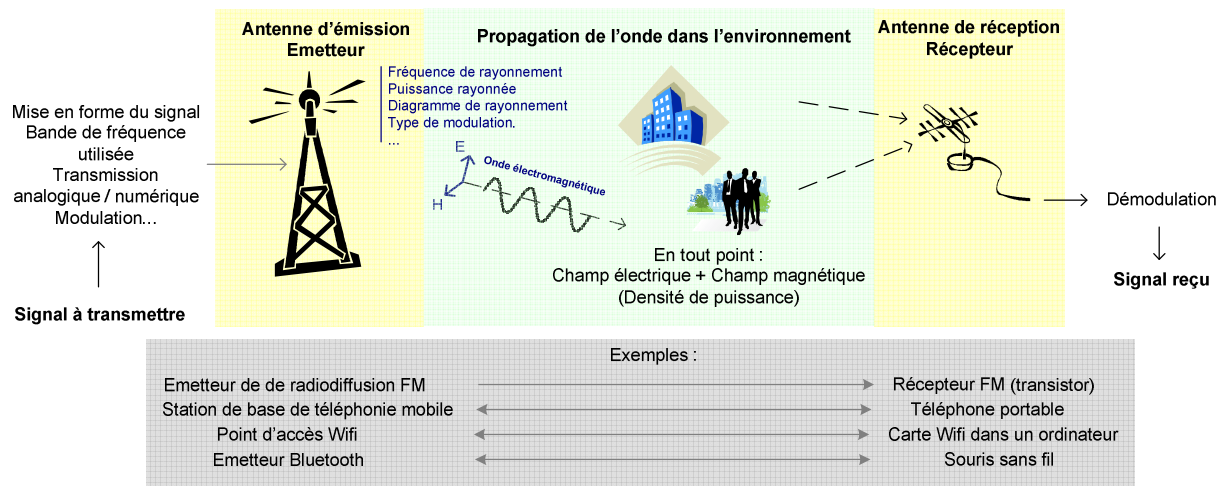 Antenne d'émission
Emetteur
Propagation de l'onde dans l'environnement
Antenne de réception
Récepteur
Fréquence de rayonnement
Puissance rayonnée
Diagramme de rayonnement
Type de modulation.
...
Mise en forme du signal
Bande de fréquence
utilisée
Transmission
analogique / numérique
Modulation...
Signal à transmettre
E
H
Onde électromagnétique
En tout point :
Champ électrique + Champ magnétique
(Densité de puissance)
Démodulation
Signal reçu
Exemples :
Emetteur de de radiodiffusion FM
Récepteur FM (transistor)
Station de base de téléphonie mobile
Téléphone portable
Point d'accès Wifi
Carte Wifi dans un ordinateur
Emetteur Bluetooth
Souris sans fil